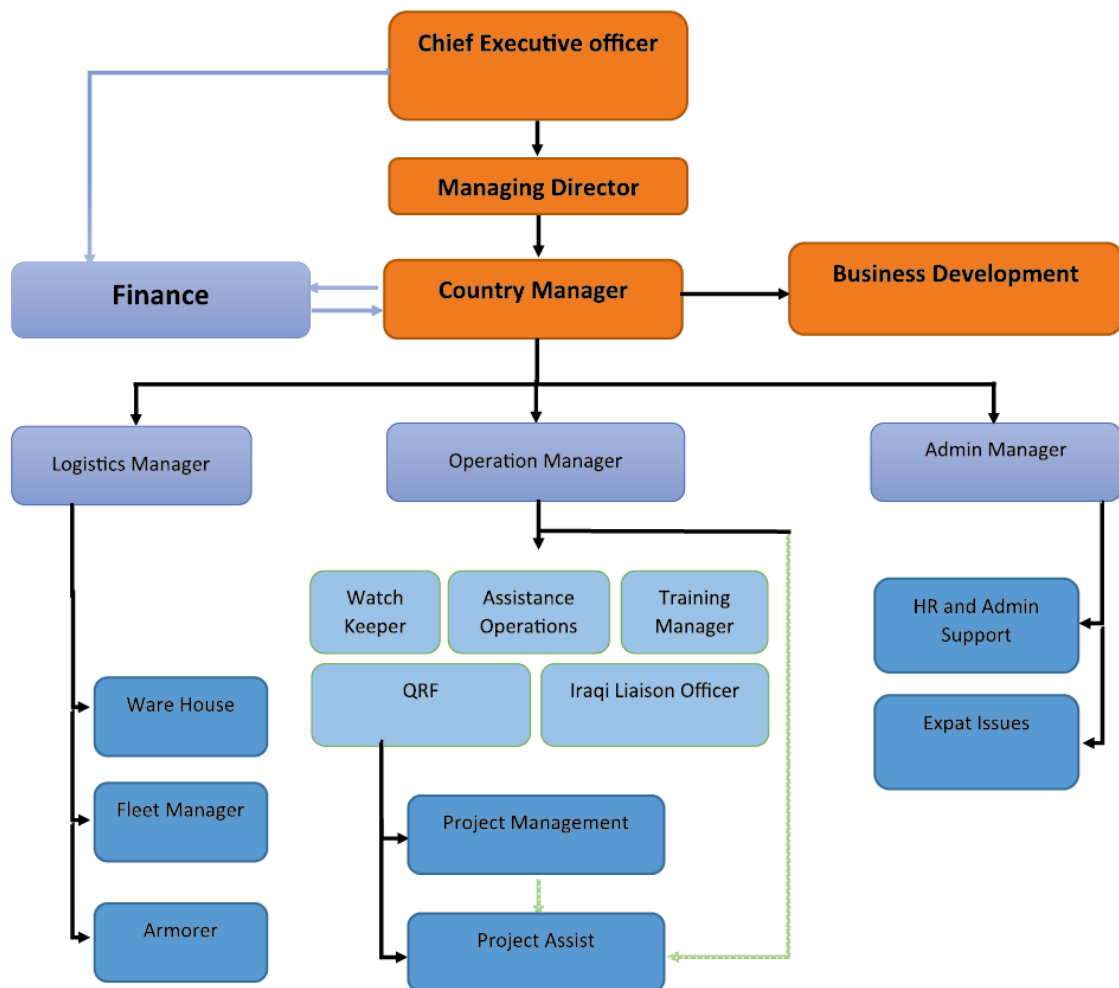 Chief Executive officer
Managing Director
Finance
Country Manager
Business Development
Logistics Manager
Operation Manager
Admin Manager
Watch
Keeper
Assistance
Operations
Training
Manager
HR and Admin
Support
QRF
Iraqi Liaison Officer
Ware House
Expat Issues
Fleet Manager
Project Management
Armorer
Project Assist